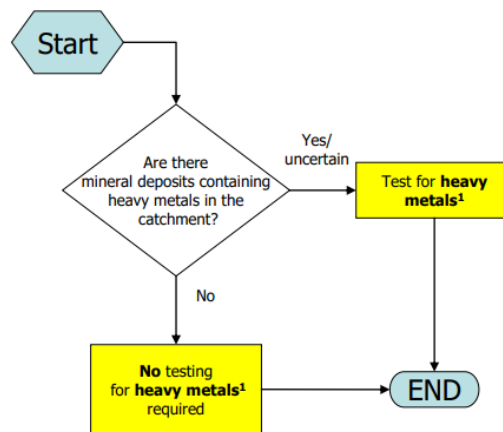 Start
Are there
mineral deposits containing
heavy metals in the
catchment?
Yes/
uncertain
Test for heavy
metals¹
No
No testing
for heavy metals¹
required
END